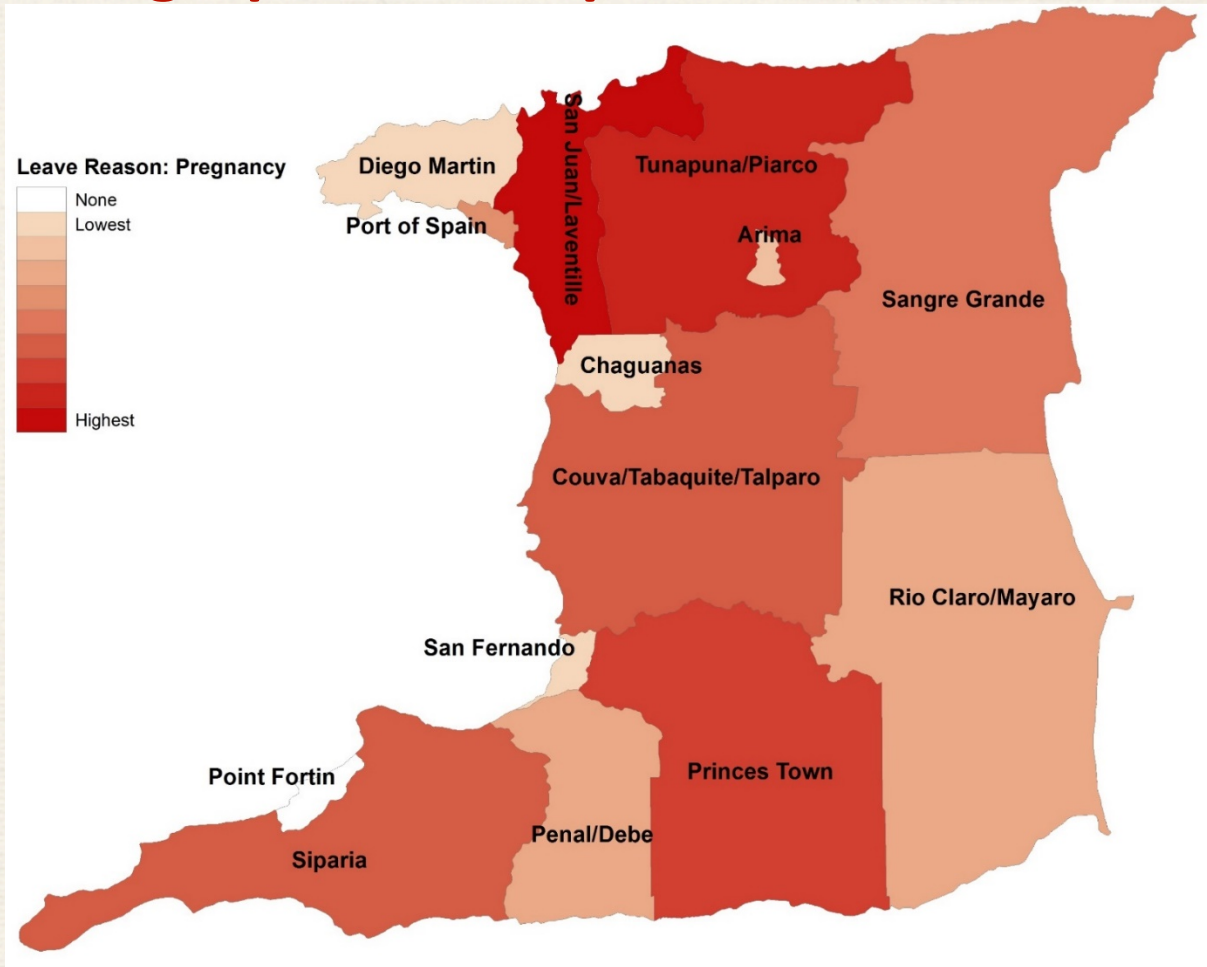 San Juan/Laventille
Diego Martin
Tunapuna/Piarco
Leave Reason: Pregnancy
None
Lowest
Highest
Port of Spain
Arima
Sangre Grande
Chaguanas
Couva/Tabaquite/Talparo
Rio Claro/Mayaro
San Fernando
Point Fortin
Princes Town
Penal/Debe
Siparia